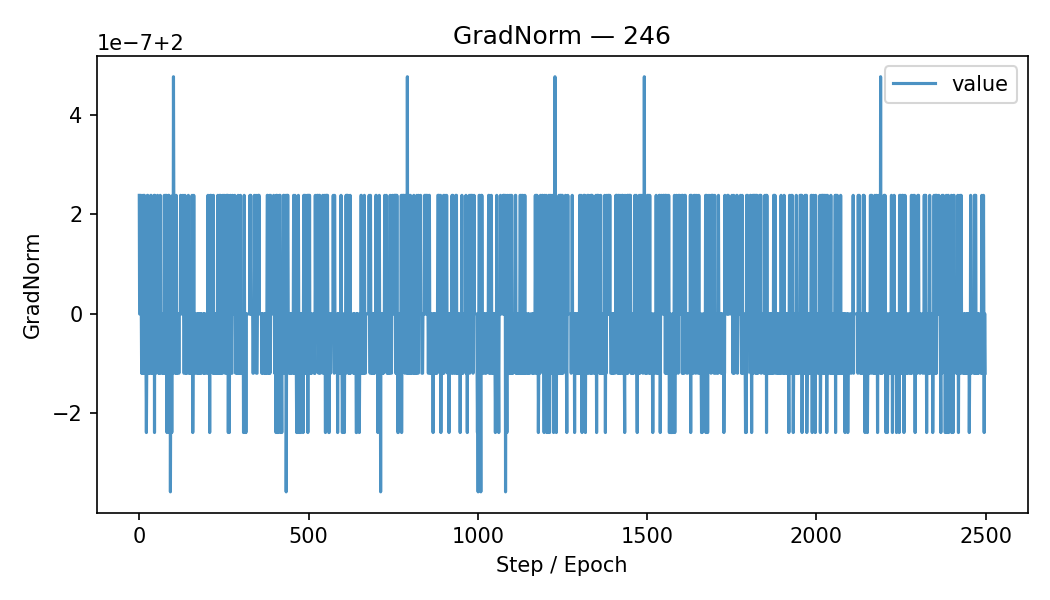 GradNorm — 246
1e−7+2
value
4
2
0
−2
GradNorm
0 500 1000 1500 2000 2500
Step / Epoch